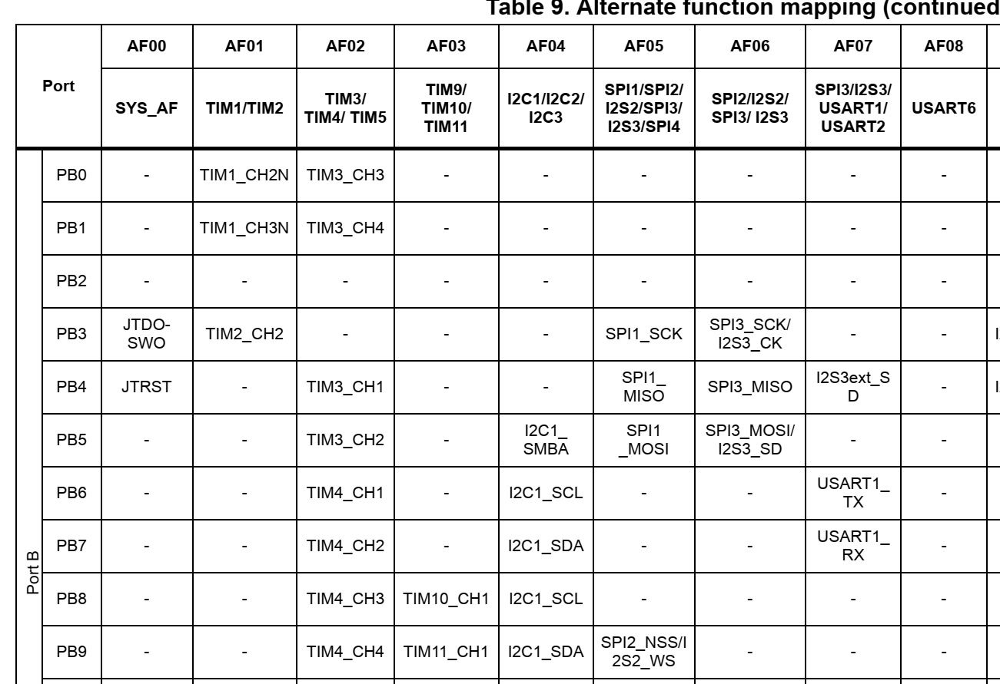 Table 9. Alternate function mapping (continued
Port AF00 AF01 AF02 AF03 AF04 AF05 AF06 AF07 AF08
SYS_AF TIM1/TIM2 TIM3/ TIM4/ TIM5 TIM9/ TIM10/ TIM11 I2C1/I2C2/ I2C3 SPI1/SPI2/ I2S2/SPI3/ I2S3/SPI4 SPI2/I2S2/ SPI3/ I2S3 SPI3/I2S3/ USART1/ USART2 USART6
Port B
PB0 - TIM1_CH2N TIM3_CH3 - - - - - -
PB1 - TIM1_CH3N TIM3_CH4 - - - - - -
PB2 - - - - - - - - -
PB3 JTDO- SWO TIM2_CH2 - - - SPI1_SCK SPI3_SCK/ I2S3_CK - -
PB4 JTRST - TIM3_CH1 - - SPI1_ MISO SPI3_MISO I2S3ext_S D -
PB5 - - TIM3_CH2 - I2C1_ SMBA SPI1 _MOSI SPI3_MOSI/ I2S3_SD - -
PB6 - - TIM4_CH1 - I2C1_SCL - - USART1_ TX -
PB7 - - TIM4_CH2 - I2C1_SDA - - USART1_ RX -
PB8 - - TIM4_CH3 TIM10_CH1 I2C1_SCL - - - -
PB9 - - TIM4_CH4 TIM11_CH1 I2C1_SDA SPI2_NSS/I 2S2_WS - - -